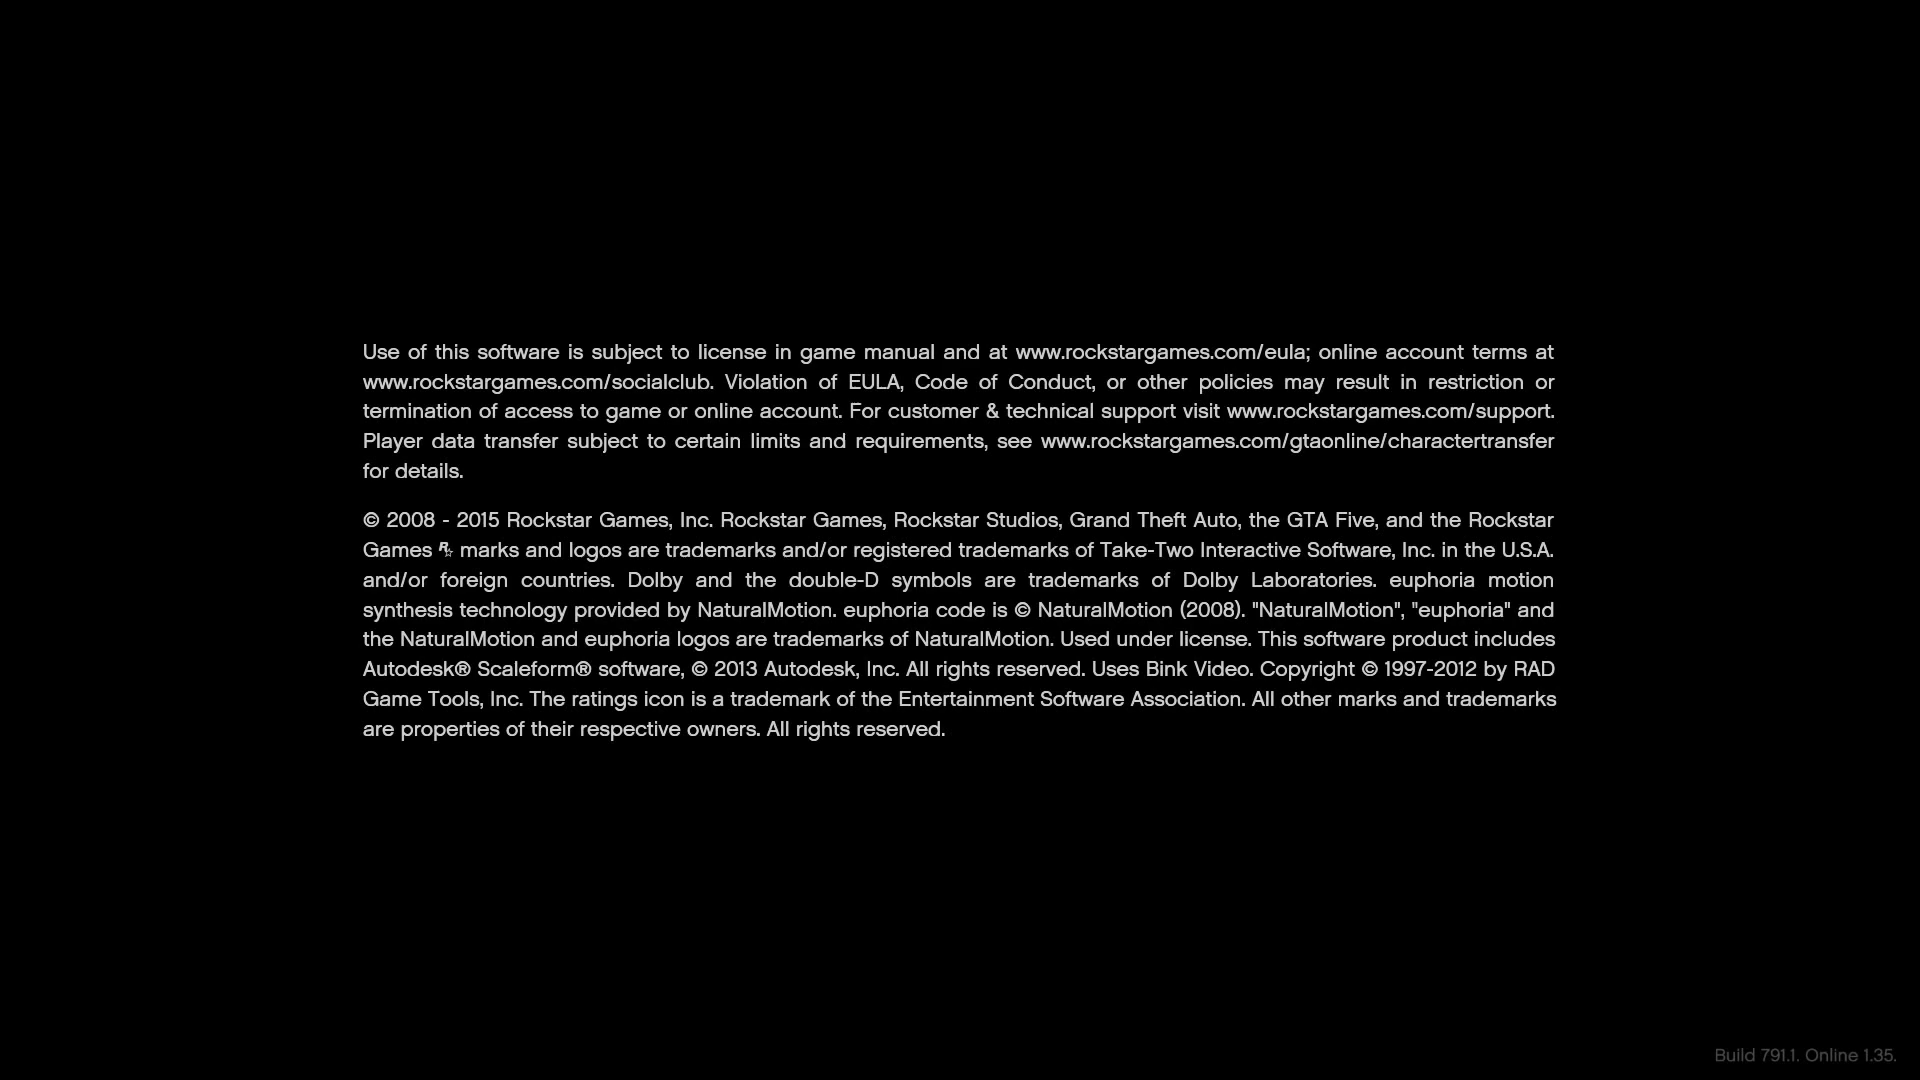 Use of this software is subject to license in game manual and at www.rockstargames.com/eula; online account terms at
www.rockstargames.com/socialclub. Violation of EULA, Code of Conduct, or other policies may result in restriction or
termination of access to game or online account. For customer & technical support visit www.rockstargames.com/support.
Player data transfer subject to certain limits and requirements, see www.rockstargames.com/gtaonline/charactertransfer
for details.
© 2008 - 2015 Rockstar Games, Inc. Rockstar Games, Rockstar Studios, Grand Theft Auto, the GTA Five, and the Rockstar
Games R* marks and logos are trademarks and/or registered trademarks of Take-Two Interactive Software, Inc. in the U.S.A.
and/or foreign countries. Dolby and the double-D symbols are trademarks of Dolby Laboratories. euphoria motion
synthesis technology provided by NaturalMotion. euphoria code is © NaturalMotion (2008). "NaturalMotion", "euphoria" and
the NaturalMotion and euphoria logos are trademarks of NaturalMotion. Used under license. This software product includes
Autodesk® Scaleform® software, © 2013 Autodesk, Inc. All rights reserved. Uses Bink Video. Copyright © 1997-2012 by RAD
Game Tools, Inc. The ratings icon is a trademark of the Entertainment Software Association. All other marks and trademarks
are properties of their respective owners. All rights reserved.
Build 791.1. Online 1.35.